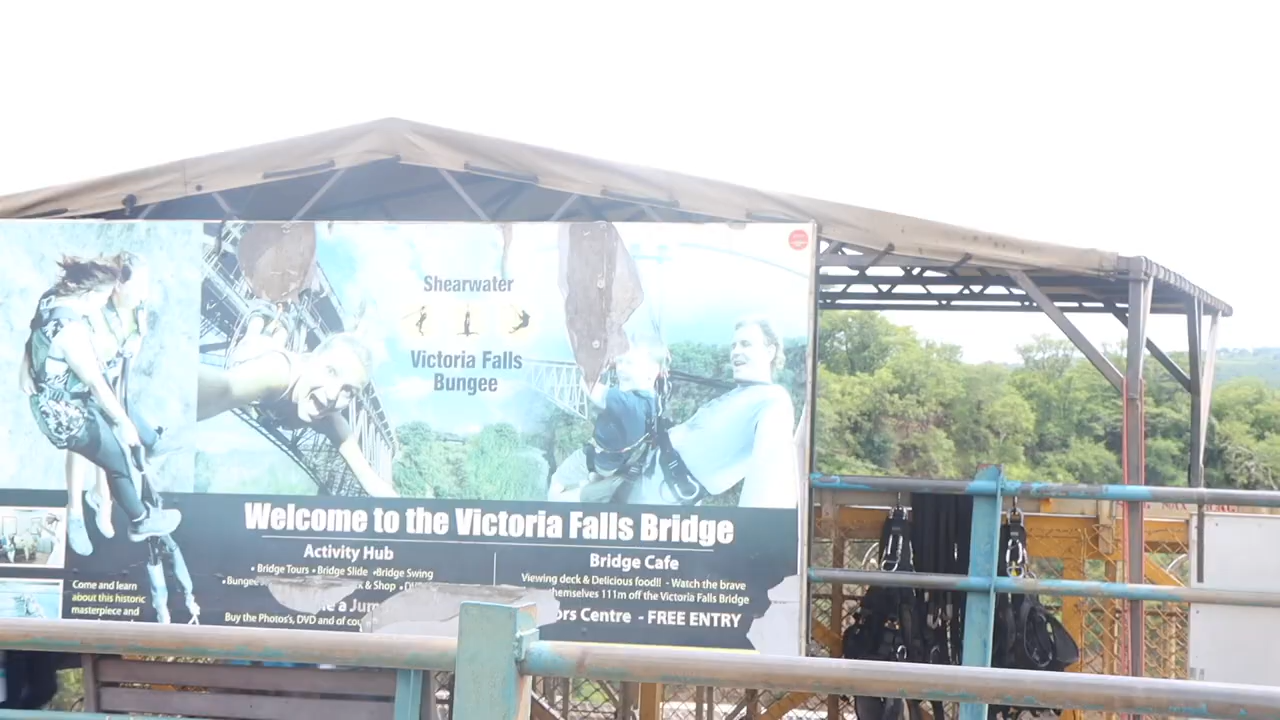 Shearwater
Victoria Falls
Bungee
Welcome to the Victoria Falls Bridge
Activity Hub
• Bridge Tours • Bridge Slide • Bridge Swing
• Bungee & Shop
Buy the Photo's, DVD and of
Bridge Cafe
Viewing deck & Delicious food!! - Watch the brave
themselves 111m off the Victoria Falls Bridge
Centre - FREE ENTRY
Come and learn
about this historic
masterpiece and